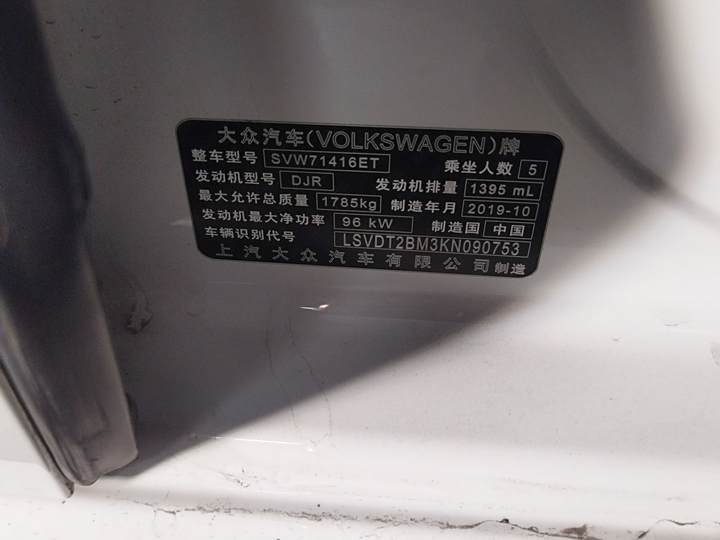 大众汽车(VOLKSWAGEN)牌
整车型号 SVW71416ET 乘坐人数 5
发动机型号 DJR 发动机排量 1395 mL
最大允许总质量 1785kg 制造年月 2019-10
发动机最大净功率 96 kW 制造国 中国
车辆识别代号 LSVDT2BM3KN090753
上汽大众汽车有限公司制造